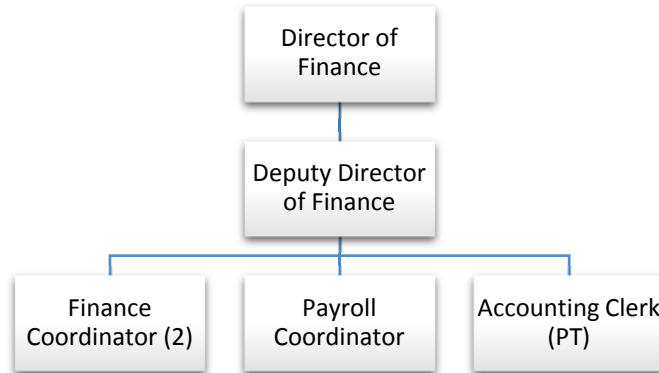 Director of
Finance
Deputy Director
of Finance
Finance
Coordinator (2)
Payroll
Coordinator
Accounting Clerk
(PT)